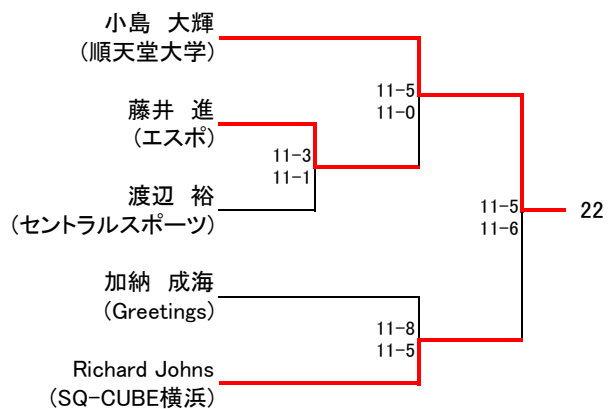 小島　大輝
(順天堂大学)
11-5
11-0
藤井　進
(エスポ)
11-3
11-1
渡辺　裕
(セントラルスポーツ)
11-5
11-6
22
加納　成海
(Greetings)
11-8
11-5
Richard Johns
(SQ-CUBE横浜)